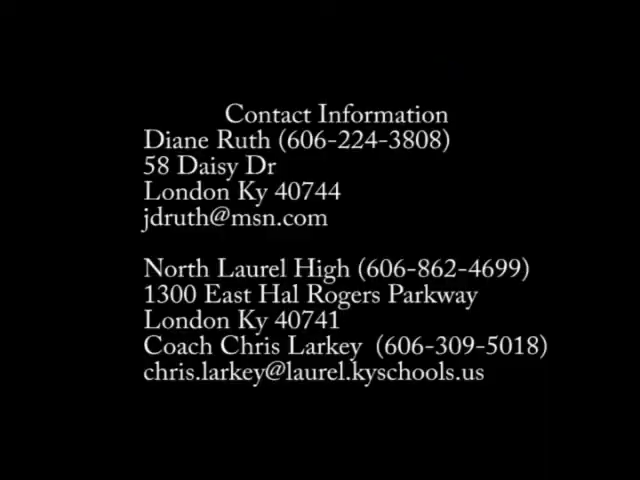 Contact Information
Diane Ruth (606-224-3808)
58 Daisy Dr
London Ky 40744
jdruth@msn.com
North Laurel High (606-862-4699)
1300 East Hal Rogers Parkway
London Ky 40741
Coach Chris Larkey (606-309-5018)
chris.larkey@laurel.kyschools.us